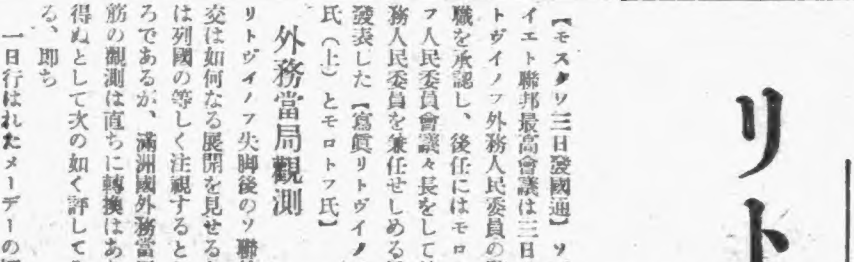 リト
【モスクワ三日發國通】ソ
イエト聯邦最高會議は三日
トヴイノフ外務人民委員の
職を承認し、後任にはモロ
フ人民委員會議々長をして
務人民委員を兼任せしめる
發表した【寫眞リトヴイノ
氏（上）とモロトフ氏】
外務當局觀測
リトヴイノフ失脚後のソ聯
交は如何なる展開を見せる
は列國の等しく注視すると
ろであるが、滿洲國外務當
筋の觀測は直ちに轉換はあ
得ぬとして次の如く評して
る、即ち
一日行はれたメーデーの